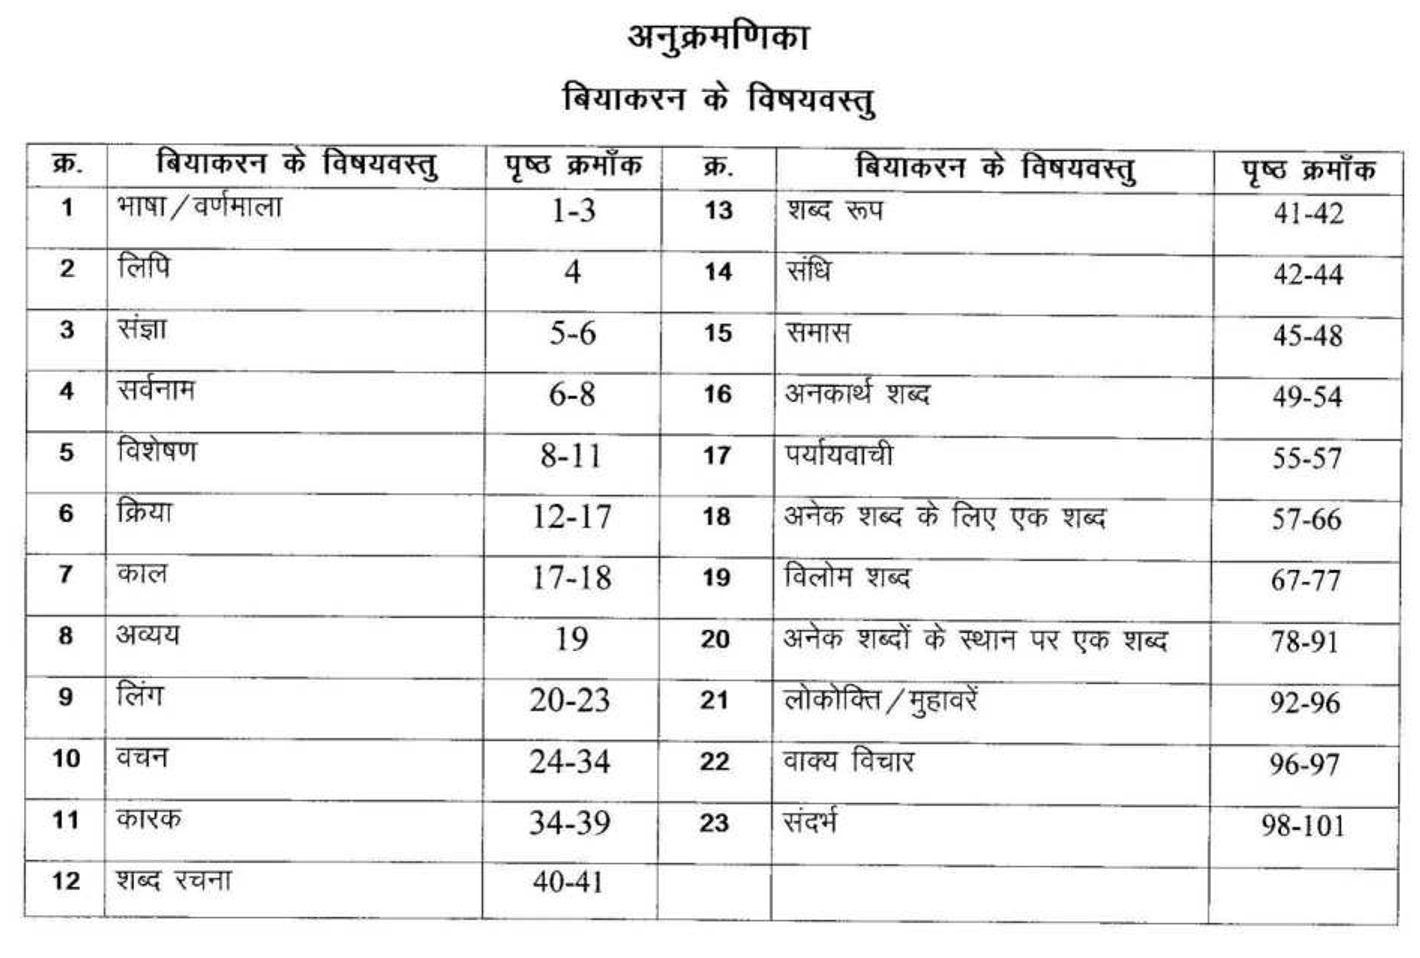 अनुक्रमणिका
बियाकरन के विषयवस्तु
क्र. बियाकरन के विषयवस्तु पृष्ठ क्रमाँक क्र. बियाकरन के विषयवस्तु पृष्ठ क्रमाँक
1 भाषा/वर्णमाला 1-3 13 शब्द रूप 41-42
2 लिपि 4 14 संधि 42-44
3 संज्ञा 5-6 15 समास 45-48
4 सर्वनाम 6-8 16 अनकार्थ शब्द 49-54
5 विशेषण 8-11 17 पर्यायवाची 55-57
6 क्रिया 12-17 18 अनेक शब्द के लिए एक शब्द 57-66
7 काल 17-18 19 विलोम शब्द 67-77
8 अव्यय 19 20 अनेक शब्दों के स्थान पर एक शब्द 78-91
9 लिंग 20-23 21 लोकोक्ति/मुहावरें 92-96
10 वचन 24-34 22 वाक्य विचार 96-97
11 कारक 34-39 23 संदर्भ 98-101
12 शब्द रचना 40-41